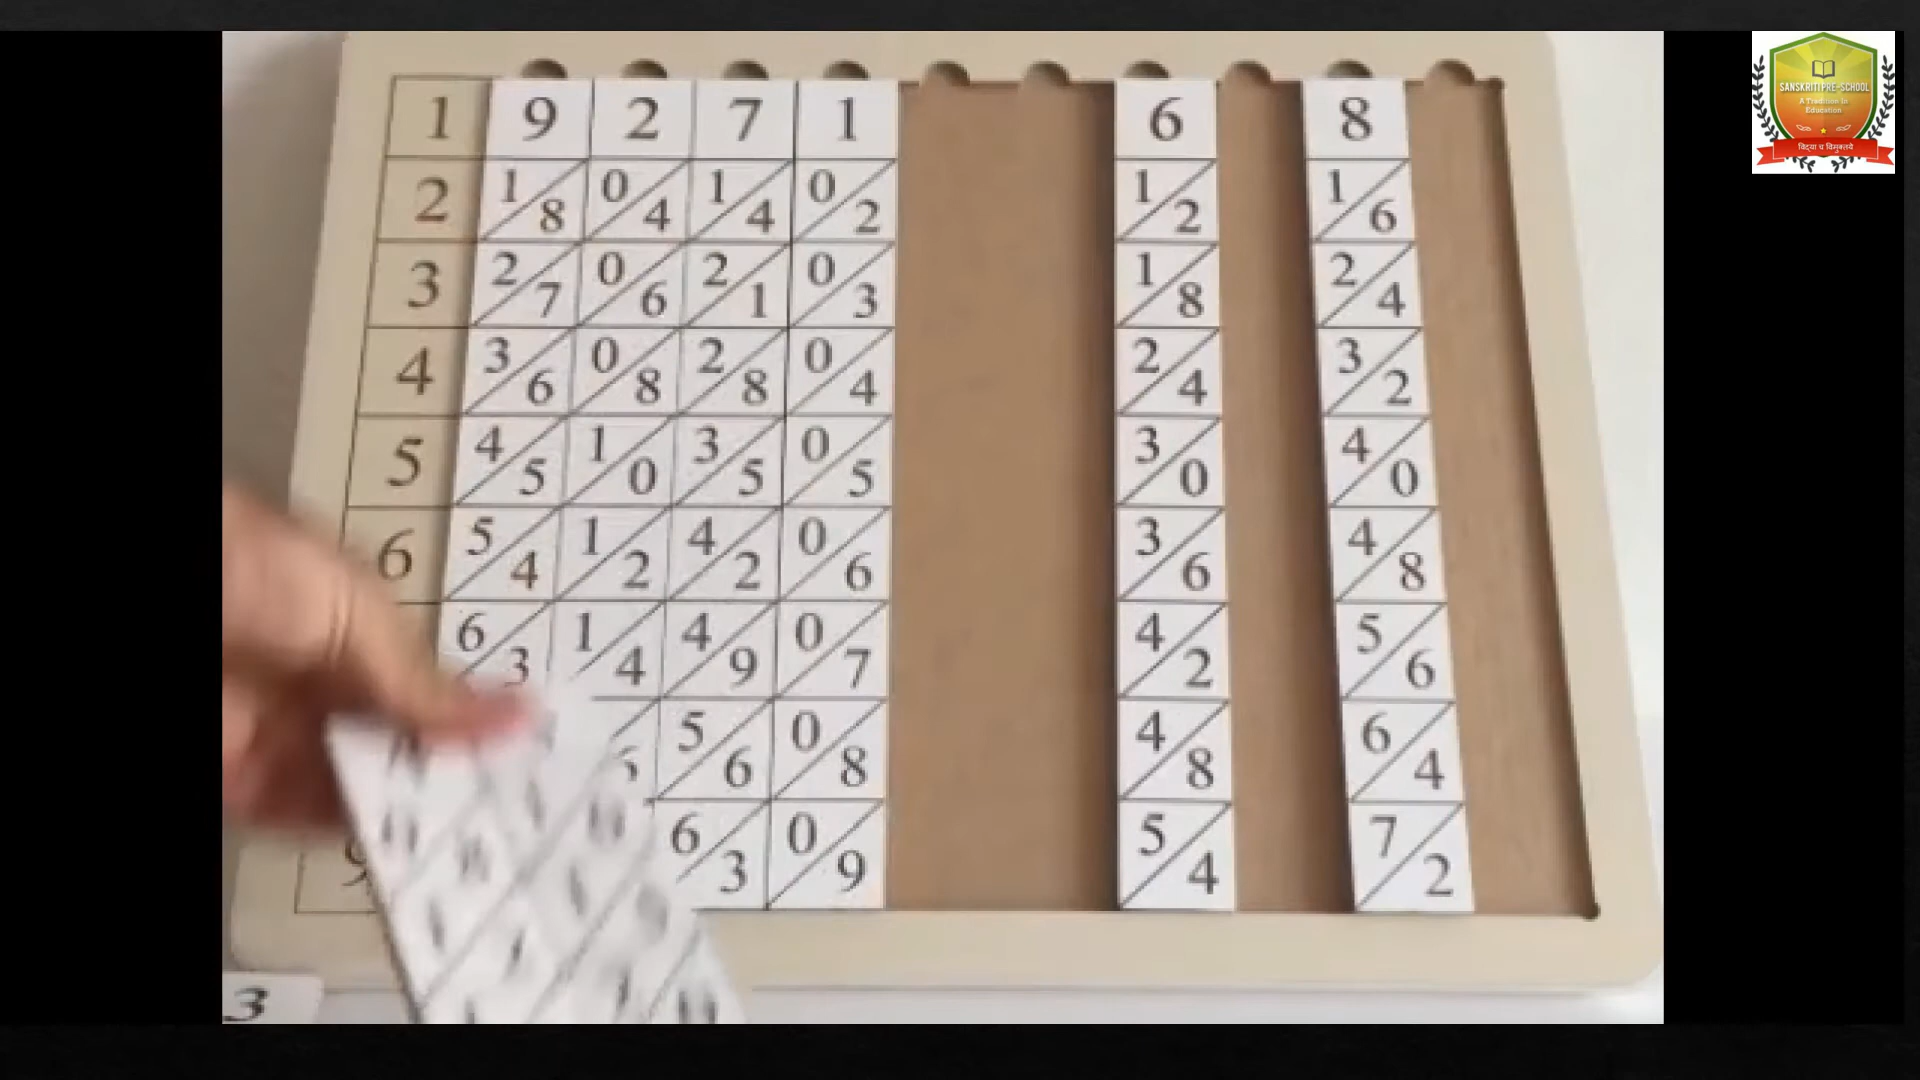 1 9 2 7 1 6 8
2 1/8 0/4 1/4 0/2 1/2 1/6
3 2/7 0/6 2/1 0/3 1/8 2/4
4 3/6 0/8 2/8 0/4 2/4 3/2
5 4/5 1/0 3/5 0/5 3/0 4/0
6 5/4 1/2 4/2 0/6 3/6 4/8
6/3 1/4 4/9 0/7 4/2 5/6
5/6 0/8 4/8 6/4
9 6/3 0/9 5/4 7/2
3
SANSKRITI PRE-SCHOOL
A Tradition in
Education
विद्या च विमुक्तये